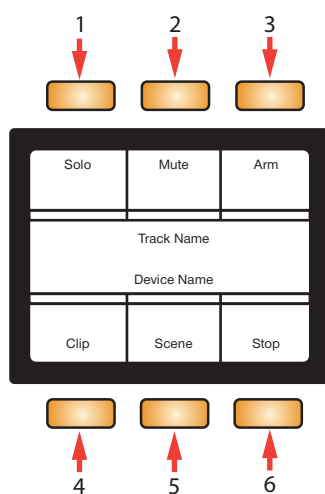 1 2 3
Solo Mute Arm
Track Name
Device Name
Clip Scene Stop
4 5 6